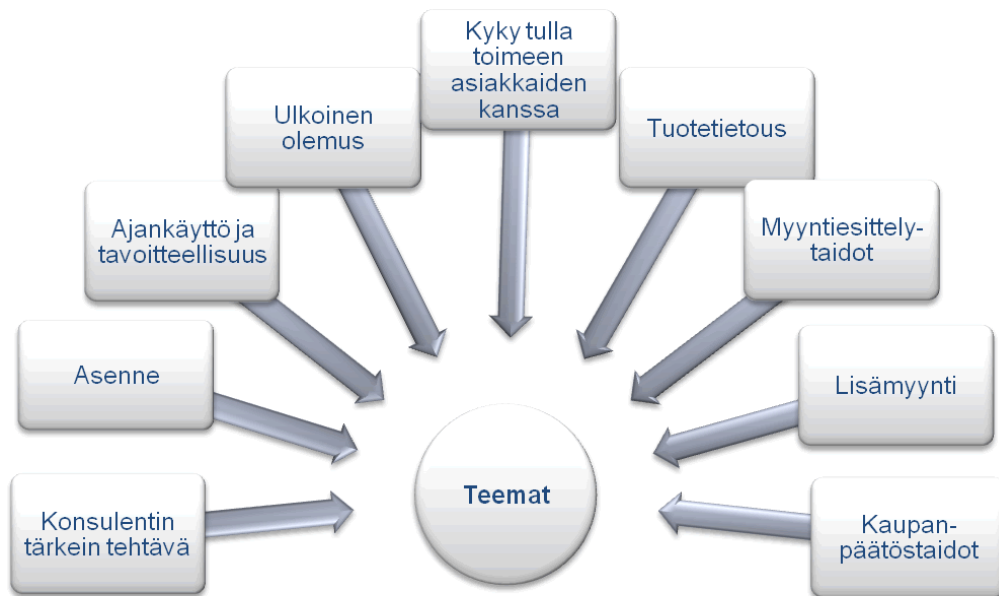 Kyky tulla
toimeen
asiakkaiden
kanssa
Ulkoinen
olemus
Tuotetietous
Ajankäyttö ja
tavoitteellisuus
Myyntiesittely-
taidot
Asenne
Lisämyynti
Konsulentin
tärkein tehtävä
Teemat
Kaupan-
päätöstaidot